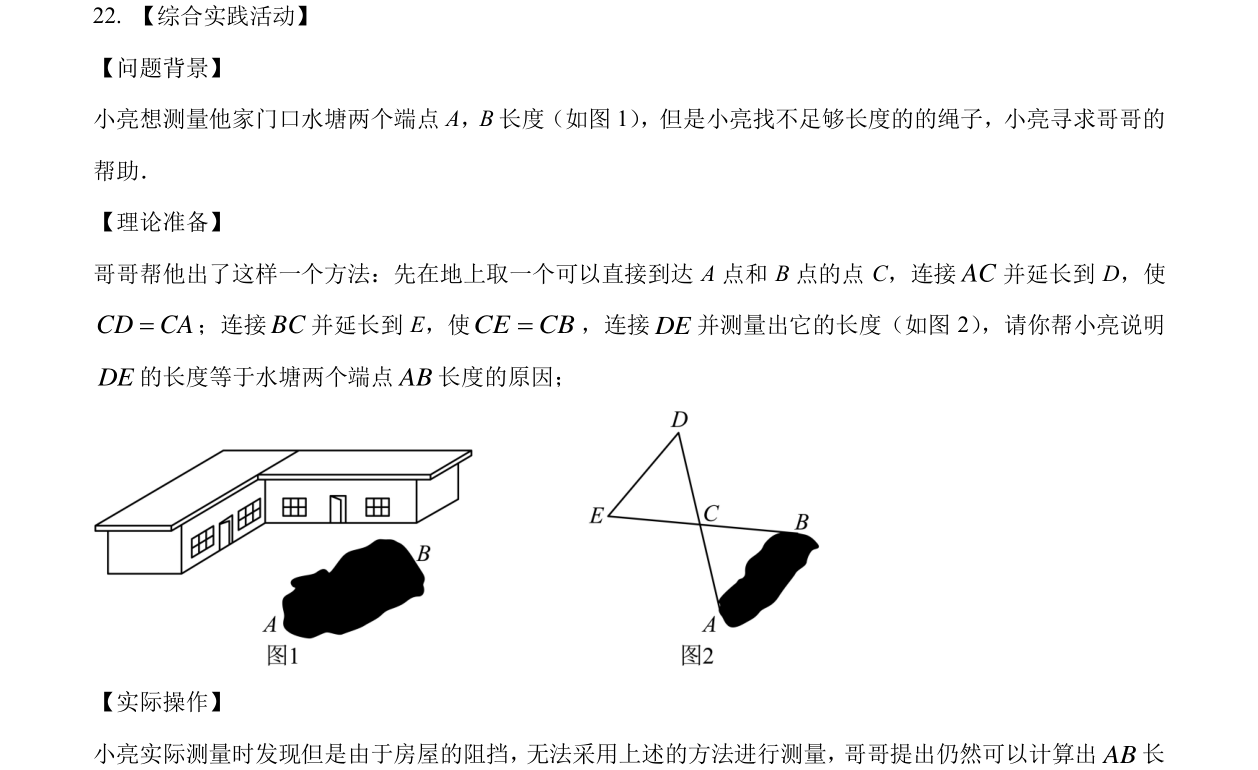 22. 【综合实践活动】
【问题背景】
小亮想测量他家门口水塘两个端点 A，B 长度（如图 1），但是小亮找不足够长度的的绳子，小亮寻求哥哥的
帮助．
【理论准备】
哥哥帮他出了这样一个方法：先在地上取一个可以直接到达 A 点和 B 点的点 C，连接 AC 并延长到 D，使
CD = CA；连接 BC 并延长到 E，使 CE = CB，连接 DE 并测量出它的长度（如图 2），请你帮小亮说明
DE 的长度等于水塘两个端点 AB 长度的原因；
D
E
C
B
A
图2
B
A
图1
【实际操作】
小亮实际测量时发现但是由于房屋的阻挡，无法采用上述的方法进行测量，哥哥提出仍然可以计算出 AB 长